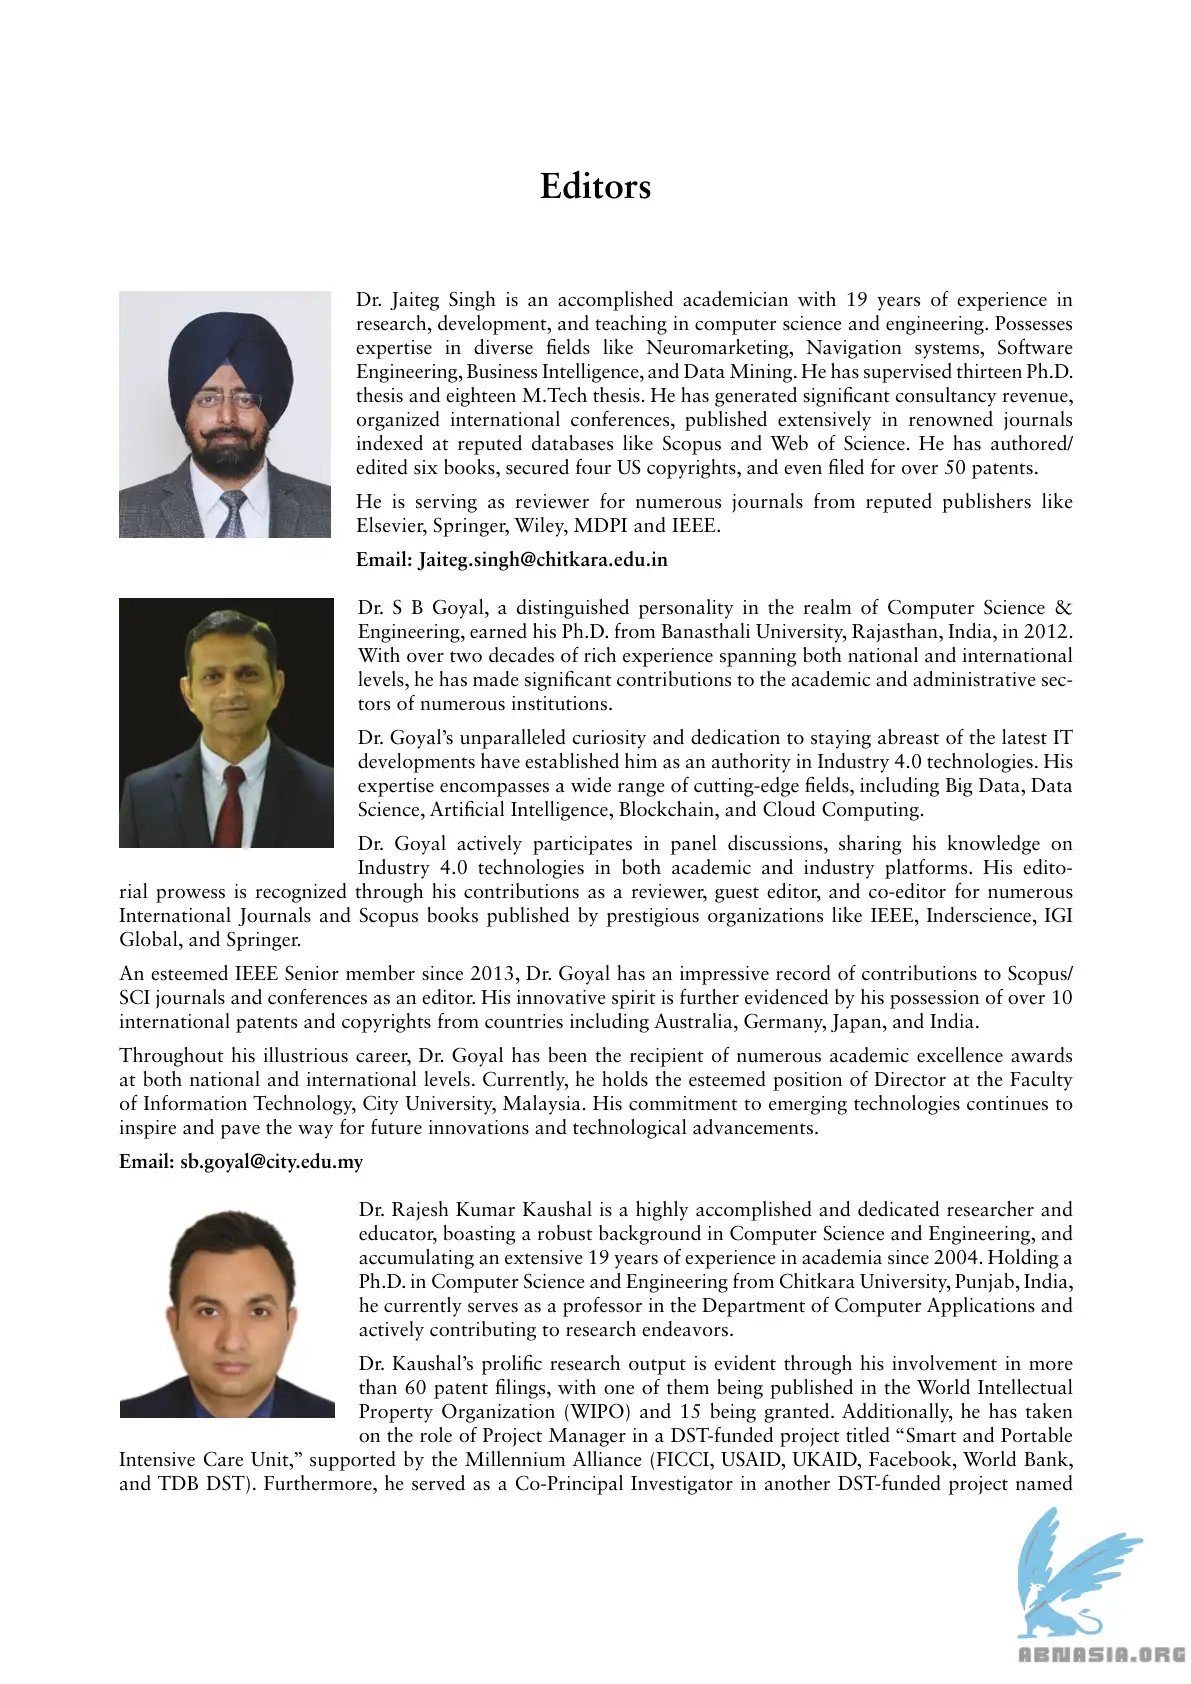 Editors
Dr. Jaiteg Singh is an accomplished academician with 19 years of experience in
research, development, and teaching in computer science and engineering. Possesses
expertise in diverse fields like Neuromarketing, Navigation systems, Software
Engineering, Business Intelligence, and Data Mining. He has supervised thirteen Ph.D.
thesis and eighteen M.Tech thesis. He has generated significant consultancy revenue,
organized international conferences, published extensively in renowned journals
indexed at reputed databases like Scopus and Web of Science. He has authored/
edited six books, secured four US copyrights, and even filed for over 50 patents.
He is serving as reviewer for numerous journals from reputed publishers like
Elsevier, Springer, Wiley, MDPI and IEEE.
Email: Jaiteg.singh@chitkara.edu.in
Dr. S B Goyal, a distinguished personality in the realm of Computer Science &
Engineering, earned his Ph.D. from Banasthali University, Rajasthan, India, in 2012.
With over two decades of rich experience spanning both national and international
levels, he has made significant contributions to the academic and administrative sec-
tors of numerous institutions.
Dr. Goyal’s unparalleled curiosity and dedication to staying abreast of the latest IT
developments have established him as an authority in Industry 4.0 technologies. His
expertise encompasses a wide range of cutting-edge fields, including Big Data, Data
Science, Artificial Intelligence, Blockchain, and Cloud Computing.
Dr. Goyal actively participates in panel discussions, sharing his knowledge on
Industry 4.0 technologies in both academic and industry platforms. His edito-
rial prowess is recognized through his contributions as a reviewer, guest editor, and co-editor for numerous
International Journals and Scopus books published by prestigious organizations like IEEE, Inderscience, IGI
Global, and Springer.
An esteemed IEEE Senior member since 2013, Dr. Goyal has an impressive record of contributions to Scopus/
SCI journals and conferences as an editor. His innovative spirit is further evidenced by his possession of over 10
international patents and copyrights from countries including Australia, Germany, Japan, and India.
Throughout his illustrious career, Dr. Goyal has been the recipient of numerous academic excellence awards
at both national and international levels. Currently, he holds the esteemed position of Director at the Faculty
of Information Technology, City University, Malaysia. His commitment to emerging technologies continues to
inspire and pave the way for future innovations and technological advancements.
Email: sb.goyal@city.edu.my
Dr. Rajesh Kumar Kaushal is a highly accomplished and dedicated researcher and
educator, boasting a robust background in Computer Science and Engineering, and
accumulating an extensive 19 years of experience in academia since 2004. Holding a
Ph.D. in Computer Science and Engineering from Chitkara University, Punjab, India,
he currently serves as a professor in the Department of Computer Applications and
actively contributing to research endeavors.
Dr. Kaushal’s prolific research output is evident through his involvement in more
than 60 patent filings, with one of them being published in the World Intellectual
Property Organization (WIPO) and 15 being granted. Additionally, he has taken
on the role of Project Manager in a DST-funded project titled “Smart and Portable
Intensive Care Unit,” supported by the Millennium Alliance (FICCI, USAID, UKAID, Facebook, World Bank,
and TDB DST). Furthermore, he served as a Co-Principal Investigator in another DST-funded project named
ABNASIA.ORG